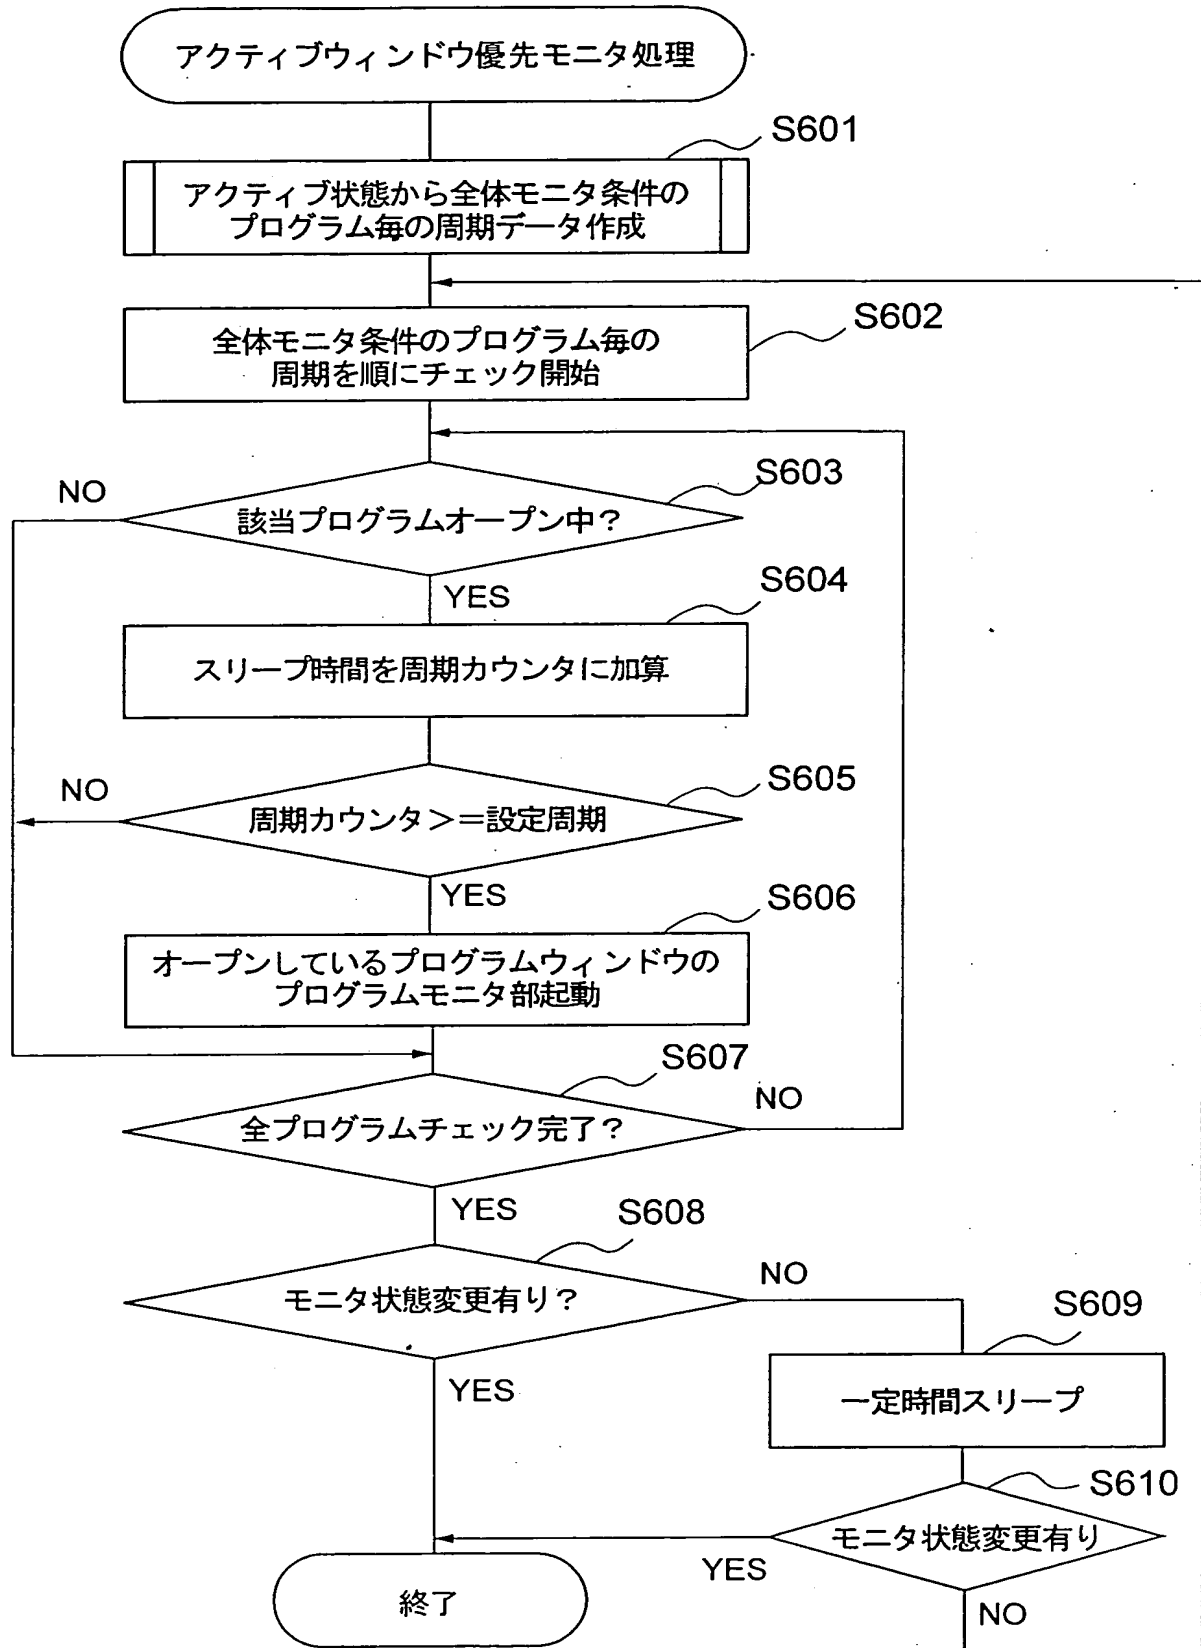 アクティブウィンドウ優先モニタ処理
S601
アクティブ状態から全体モニタ条件の
プログラム毎の周期データ作成
S602
全体モニタ条件のプログラム毎の
周期を順にチェック開始
S603
NO
該当プログラムオープン中？
YES
S604
スリープ時間を周期カウンタに加算
S605
NO
周期カウンタ＞＝設定周期
YES
S606
オープンしているプログラムウィンドウの
プログラムモニタ部起動
S607
NO
全プログラムチェック完了？
YES
S608
NO
モニタ状態変更有り？
S609
YES
一定時間スリープ
S610
モニタ状態変更有り
YES
終了
NO